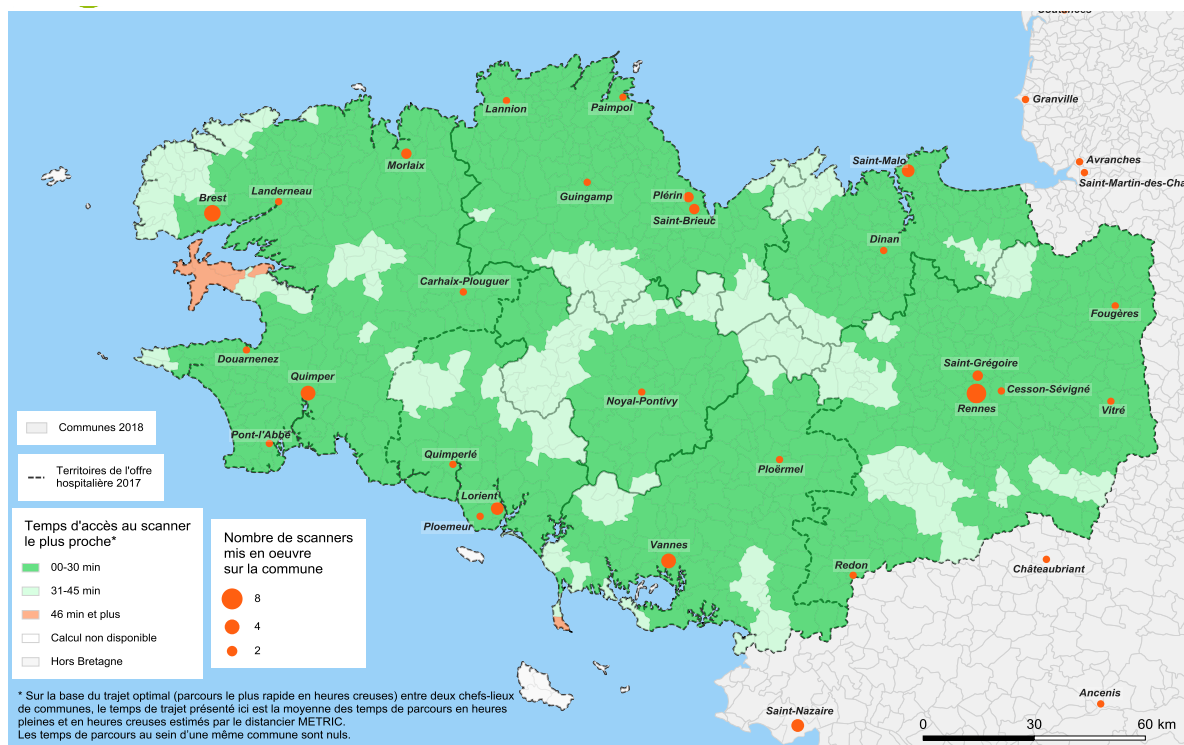 Coutances
Granville
Lannion
Paimpol
Morlaix
Saint-Malo
Avranches
Saint-Martin-des-Cha
Landerneau
Brest
Guingamp
Plérin
Saint-Brieuc
Dinan
Carhaix-Plouguer
Fougères
Douarnenez
Quimper
Saint-Grégoire
Cesson-Sévigné
Rennes
Vitré
Noyal-Pontivy
Pont-l'Abbé
Quimperlé
Ploërmel
Lorient
Ploemeur
Vannes
Redon
Châteaubriant
Ancenis
Saint-Nazaire
Communes 2018
Territoires de l'offre
hospitalière 2017
Temps d'accès au scanner
le plus proche*
00-30 min
31-45 min
46 min et plus
Calcul non disponible
Hors Bretagne
Nombre de scanners
mis en oeuvre
sur la commune
8
4
2
* Sur la base du trajet optimal (parcours le plus rapide en heures creuses) entre deux chefs-lieux
de communes, le temps de trajet présenté ici est la moyenne des temps de parcours en heures
pleines et en heures creuses estimés par le distancier METRIC.
Les temps de parcours au sein d'une même commune sont nuls.
0 30 60 km